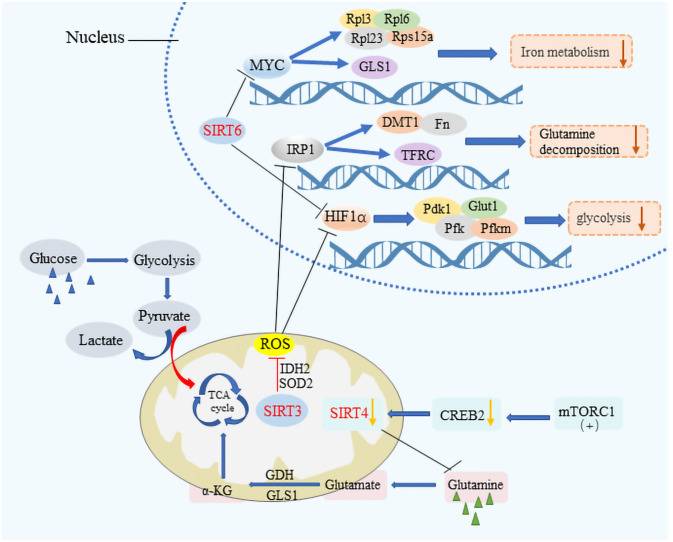 Nucleus
Rpl3
Rpl6
Rpl23
Rps15a
MYC
GLS1
Iron metabolism
SIRT6
DMT1
Fn
IRP1
TFRC
Glutamine
decomposition
HIF1α
Pdk1
Glut1
Pfk
Pfkm
glycolysis
Glucose
Glycolysis
Pyruvate
Lactate
ROS
IDH2
SOD2
TCA
cycle
SIRT3
SIRT4
CREB2
mTORC1
(+)
α-KG
GDH
GLS1
Glutamate
Glutamine